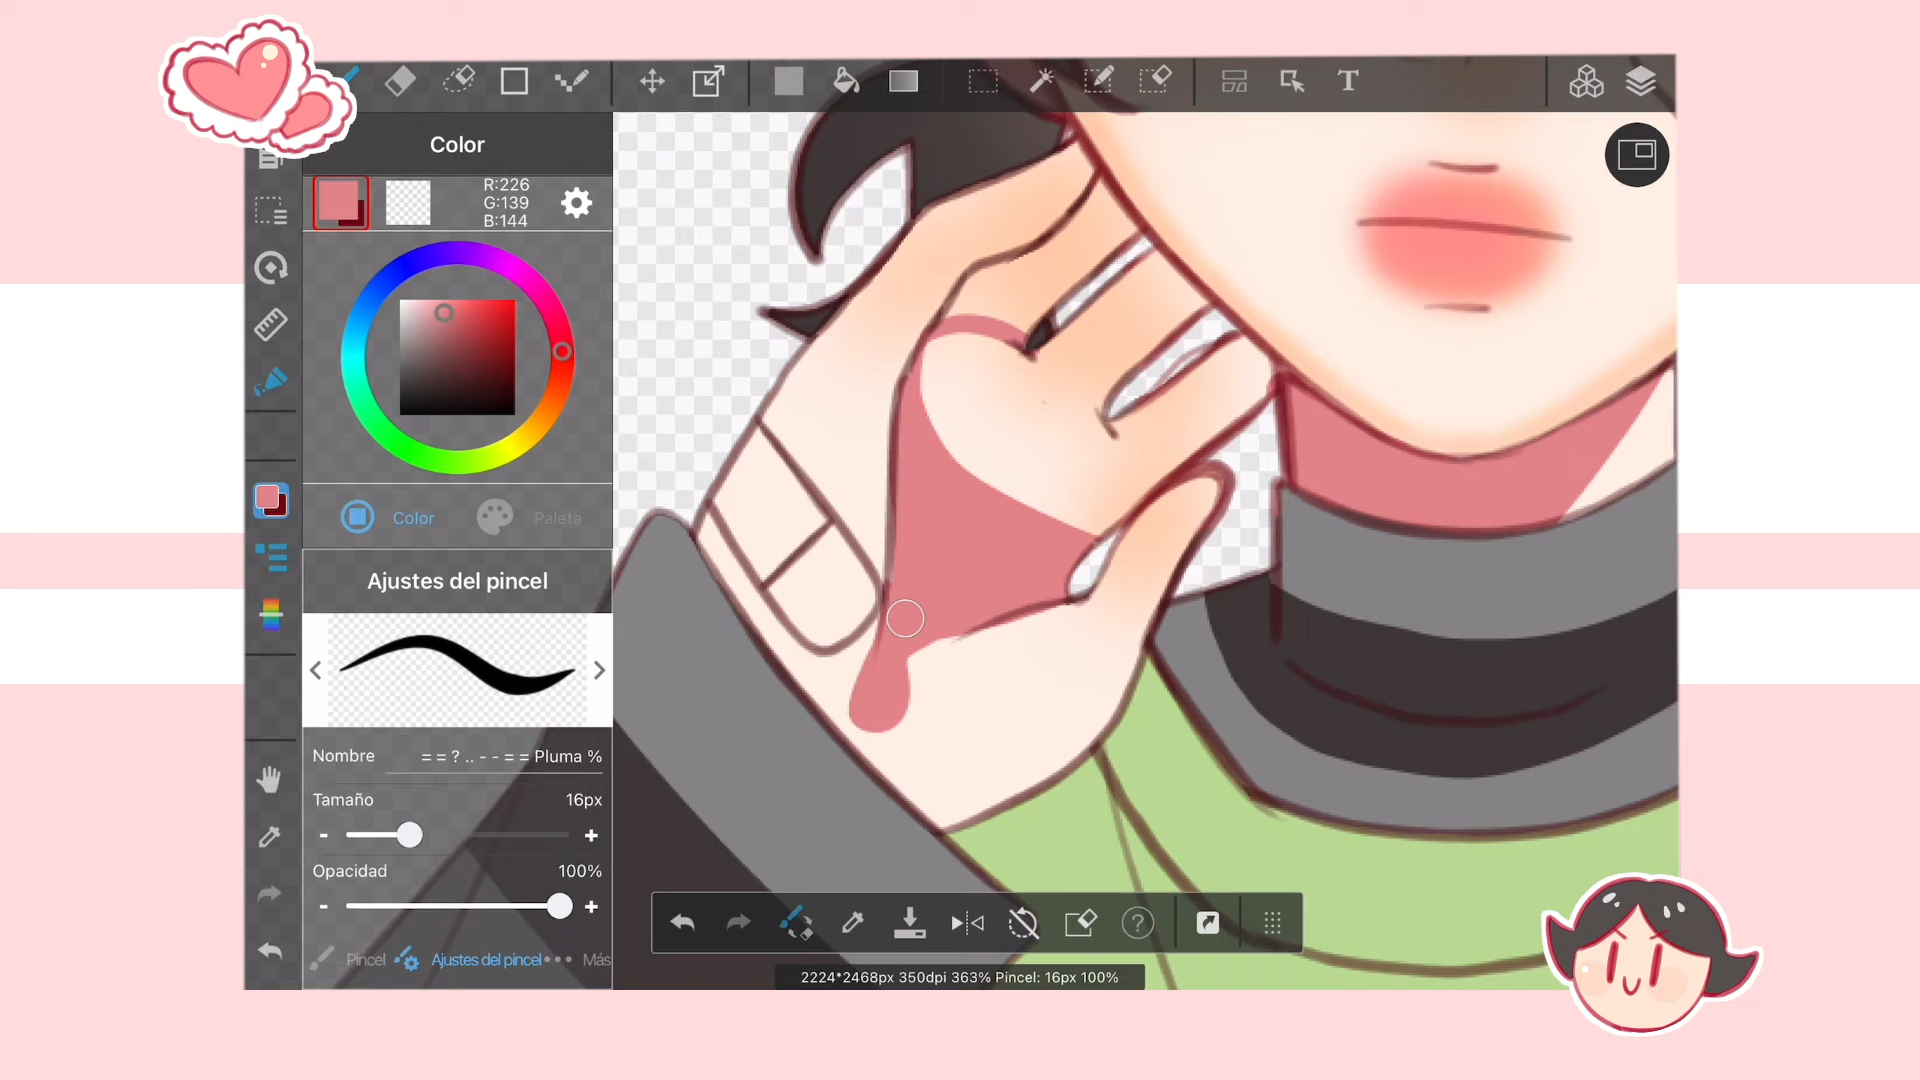 T
Color
R:226
G:139
B:144
Color
Paleta
Ajustes del pincel
Nombre
= = ? .. - - = = Pluma %
Tamaño
16px
- +
Opacidad
100%
- +
Pincel
Ajustes del pincel
Más
?
2224*2468px 350dpi 363% Pincel: 16px 100%